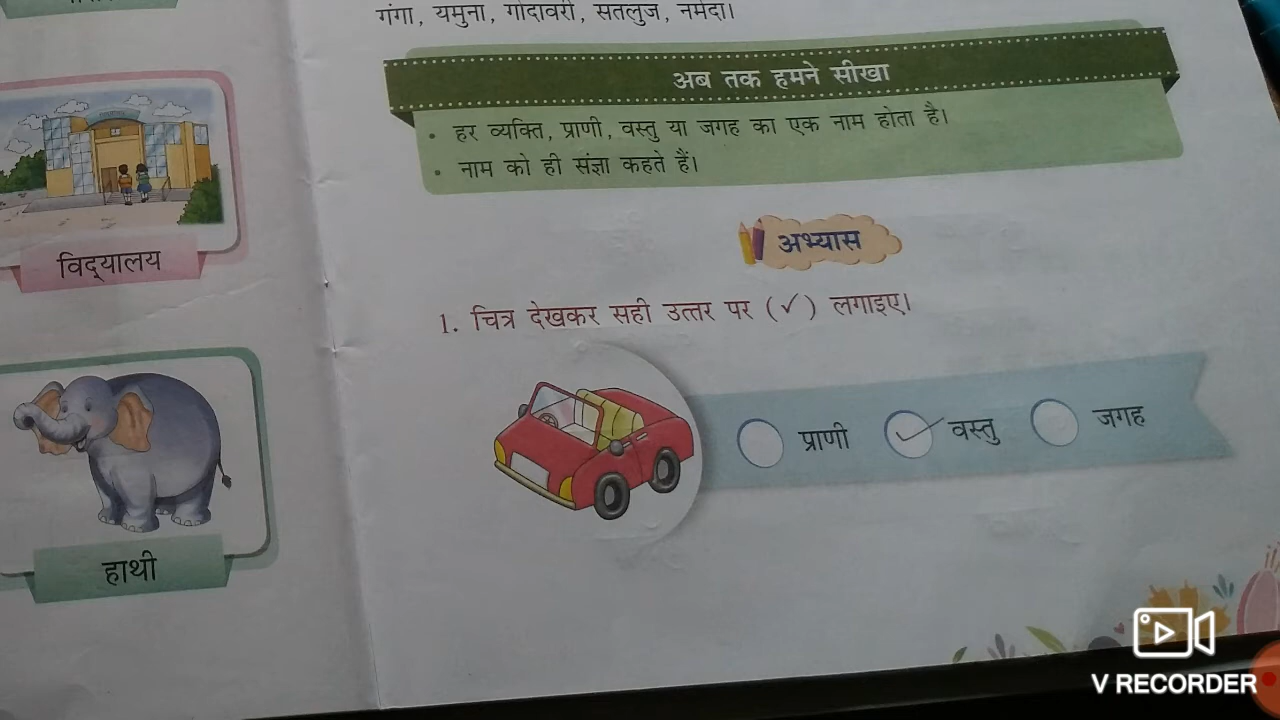 विद्यालय
हाथी
गंगा, यमुना, गोदावरी, सतलुज, नर्मदा।
अब तक हमने सीखा
• हर व्यक्ति, प्राणी, वस्तु या जगह का एक नाम होता है।
• नाम को ही संज्ञा कहते हैं।
अभ्यास
1. चित्र देखकर सही उत्तर पर (✓) लगाइए।
प्राणी ✓ वस्तु जगह
V RECORDER